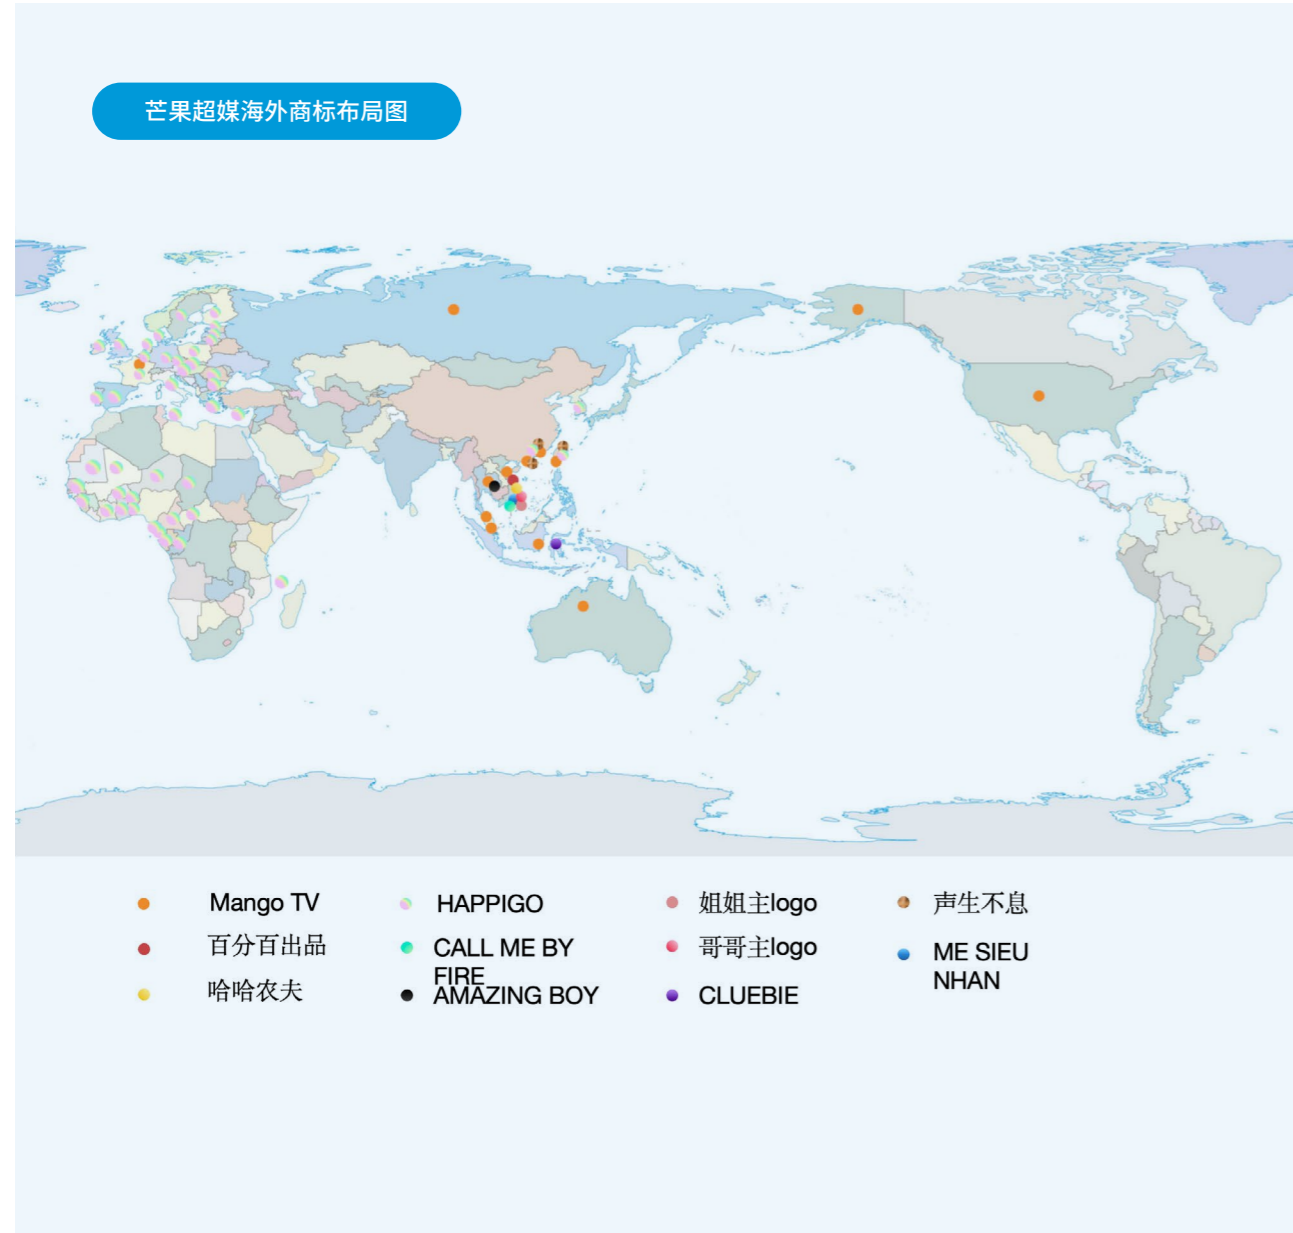 芒果超媒海外商标布局图
Mango TV
HAPPIGO
姐姐主logo
声生不息
百分百出品
CALL ME BY
FIRE
哥哥主logo
ME SIEU
NHAN
哈哈农夫
AMAZING BOY
CLUEBIE